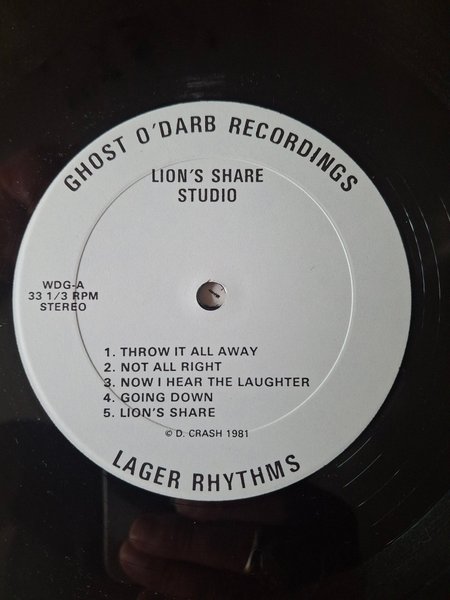 GHOST O'DARB RECORDINGS
LION'S SHARE
STUDIO
WDG-A
33 1/3 RPM
STEREO
1. THROW IT ALL AWAY
2. NOT ALL RIGHT
3. NOW I HEAR THE LAUGHTER
4. GOING DOWN
5. LION'S SHARE
© D. CRASH 1981
LAGER RHYTHMS